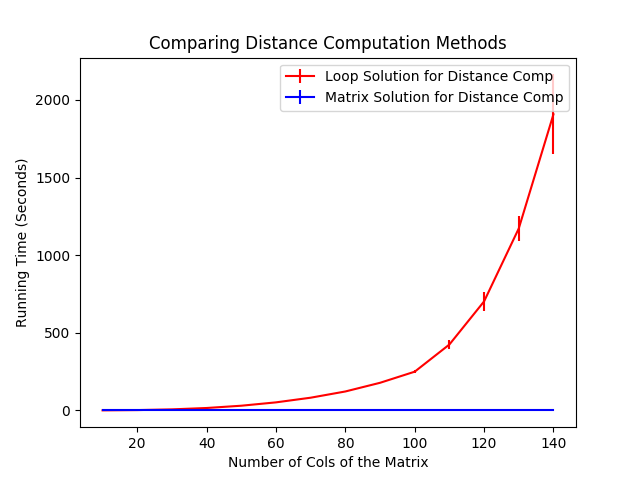 Comparing Distance Computation Methods
Loop Solution for Distance Comp
Matrix Solution for Distance Comp
Running Time (Seconds)
2000
1500
1000
500
0
20 40 60 80 100 120 140
Number of Cols of the Matrix